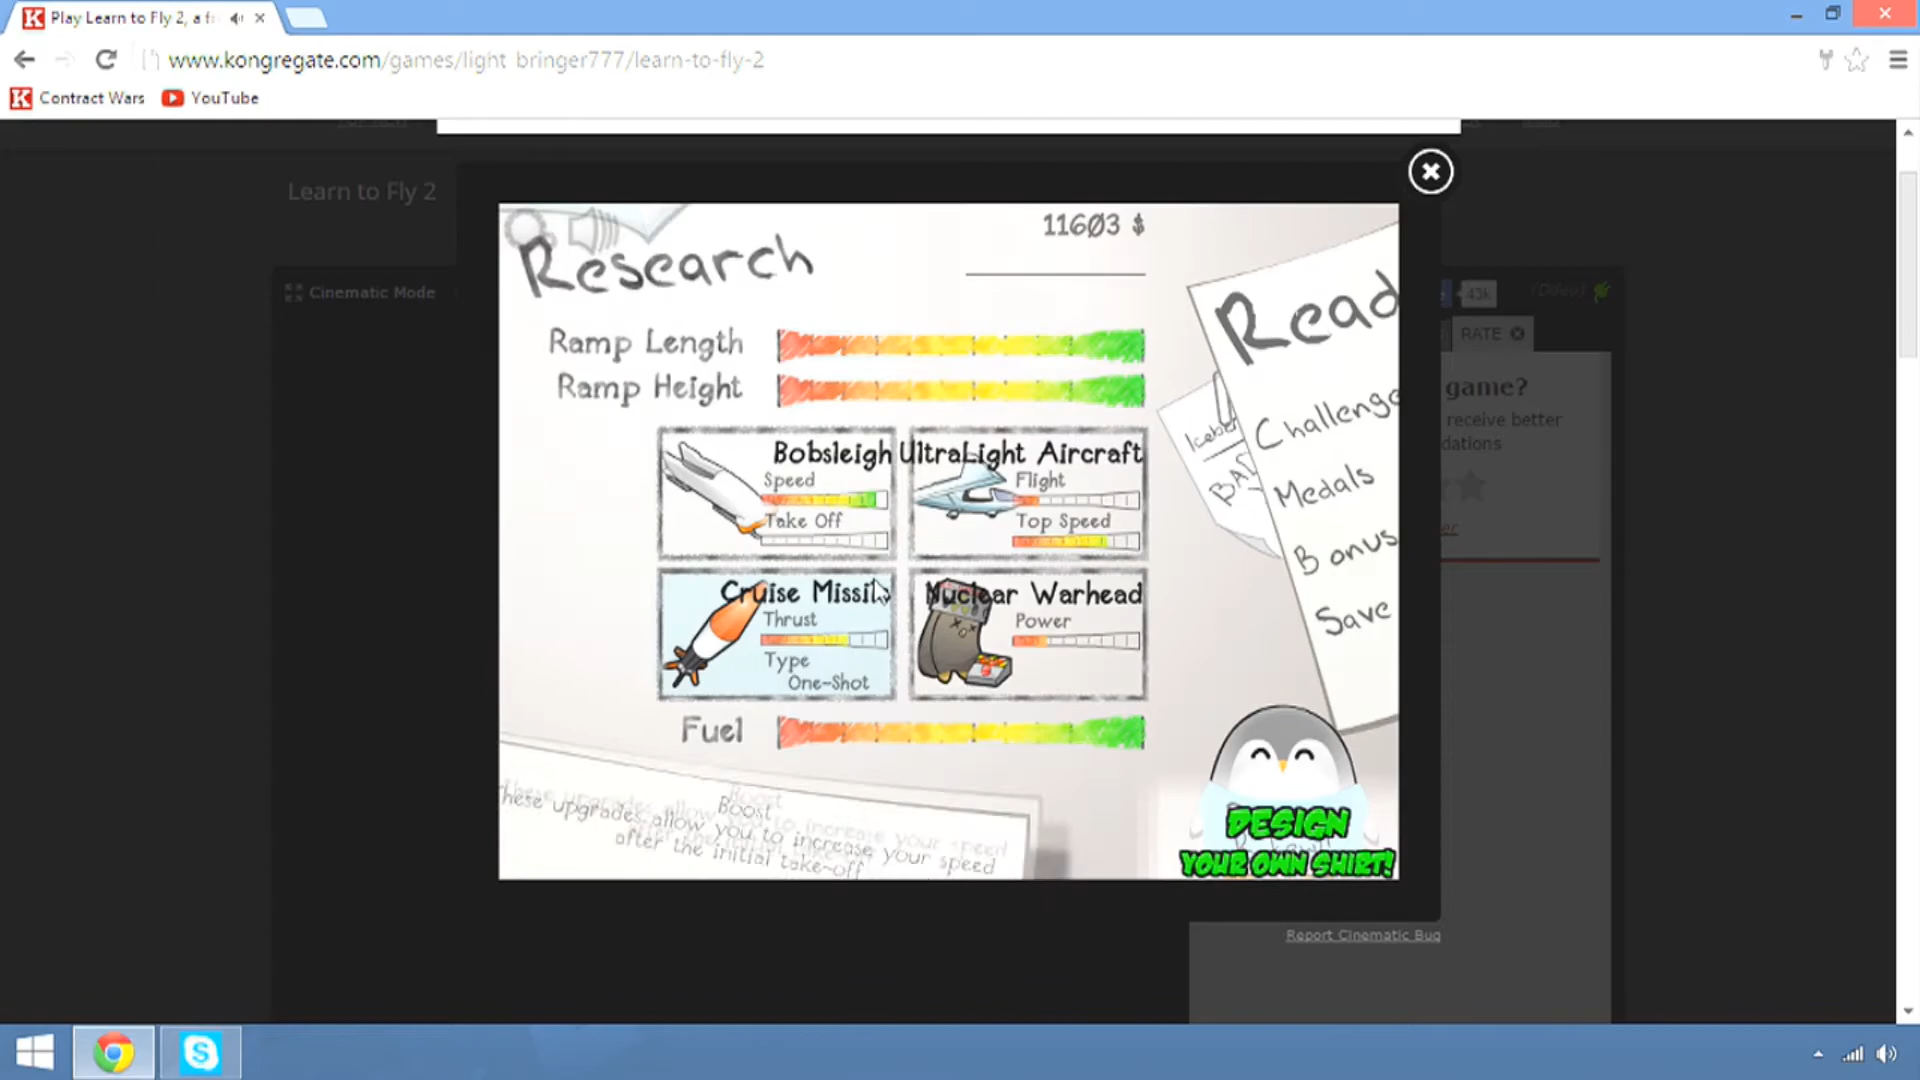 Play Learn to Fly 2, a fr
www.kongregate.com/games/light_bringer777/learn-to-fly-2
Contract Wars
YouTube
Learn to Fly 2
Cinematic Mode
43k
RATE
game?
receive better
dations
Research
11603 $
Ramp Length
Ramp Height
Bobsleigh
Speed
Take Off
UltraLight Aircraft
Flight
Top Speed
Cruise Missile
Thrust
Type
One-Shot
Nuclear Warhead
Power
Fuel
Boost
these upgrades allow you to increase your speed
after the initial take-off
Read
Challenge
Medals
Bonus
Save
DESIGN
YOUR OWN SHIRT!
Report Cinematic Bug